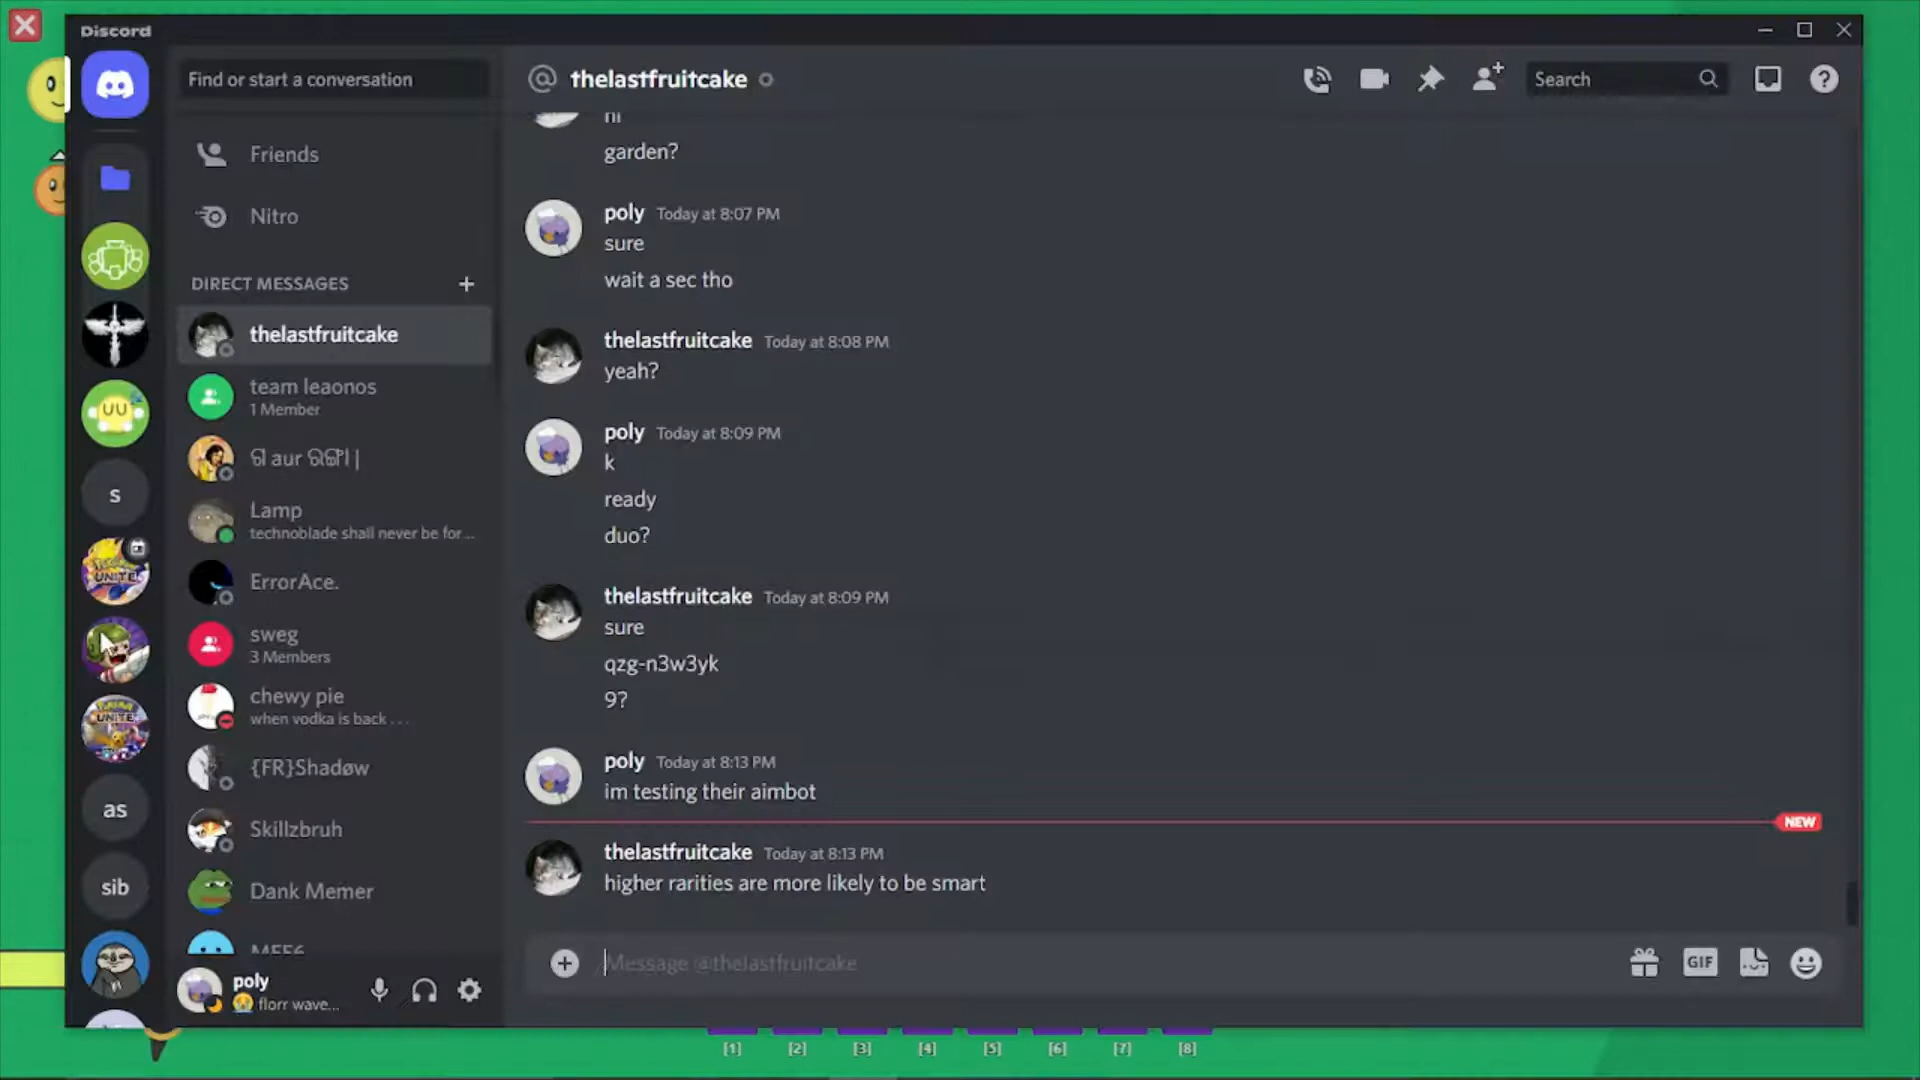 Discord
Find or start a conversation
Friends
Nitro
DIRECT MESSAGES
thelastfruitcake
team leaonos
1 Member
aur
Lamp
technoblade shall never be for...
ErrorAce.
sweg
3 Members
chewy pie
when vodka is back . . .
{FR}Shadøw
Skillzbruh
Dank Memer
MEE6
poly
florr wave...
s
UNITE
UNITE
as
sib
thelastfruitcake
Search
hi
garden?
poly Today at 8:07 PM
sure
wait a sec tho
thelastfruitcake Today at 8:08 PM
yeah?
poly Today at 8:09 PM
k
ready
duo?
thelastfruitcake Today at 8:09 PM
sure
qzg-n3w3yk
9?
poly Today at 8:13 PM
im testing their aimbot
NEW
thelastfruitcake Today at 8:13 PM
higher rarities are more likely to be smart
Message @thelastfruitcake
GIF
[1] [2] [3] [4] [5] [6] [7] [8]